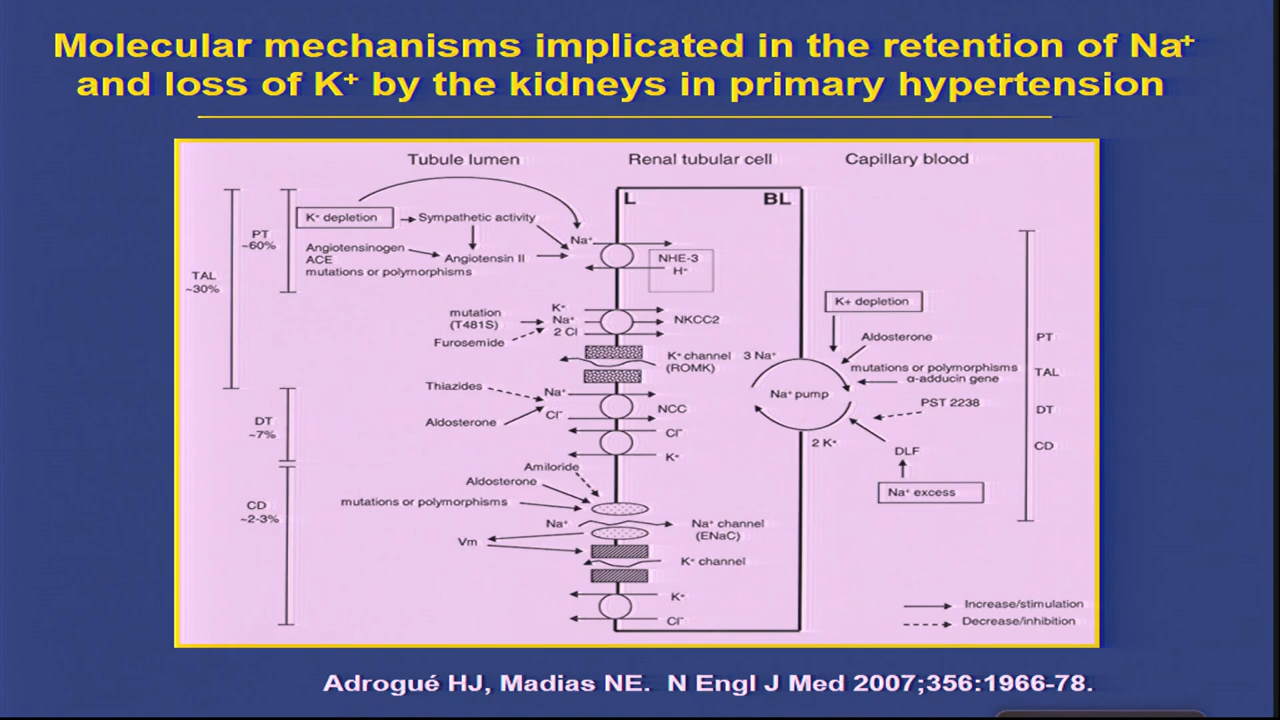 Molecular mechanisms implicated in the retention of Na⁺
and loss of K⁺ by the kidneys in primary hypertension
Tubule lumen
Renal tubular cell
Capillary blood
L
BL
K⁺ depletion
Sympathetic activity
PT
~60%
Na⁺
Angiotensinogen
ACE
mutations or polymorphisms
Angiotensin II
NHE-3
H⁺
TAL
~30%
mutation
(T481S)
Furosemide
K⁺
Na⁺
2 Cl
NKCC2
K⁺ channel
(ROMK)
Thiazides
Na⁺
Cl⁻
NCC
Aldosterone
DT
~7%
Cl⁻
K⁺
Amiloride
Aldosterone
mutations or polymorphisms
CD
~2-3%
Na⁺
Na⁺ channel
(ENaC)
Vm
K⁺ channel
K⁺
Cl⁻
K+ depletion
Aldosterone
3 Na⁺
mutations or polymorphisms
α-adducin gene
Na⁺ pump
PST 2238
2 K⁺
DLF
Na⁺ excess
PT
TAL
DT
CD
Increase/stimulation
Decrease/inhibition
Adrogué HJ, Madias NE. N Engl J Med 2007;356:1966-78.